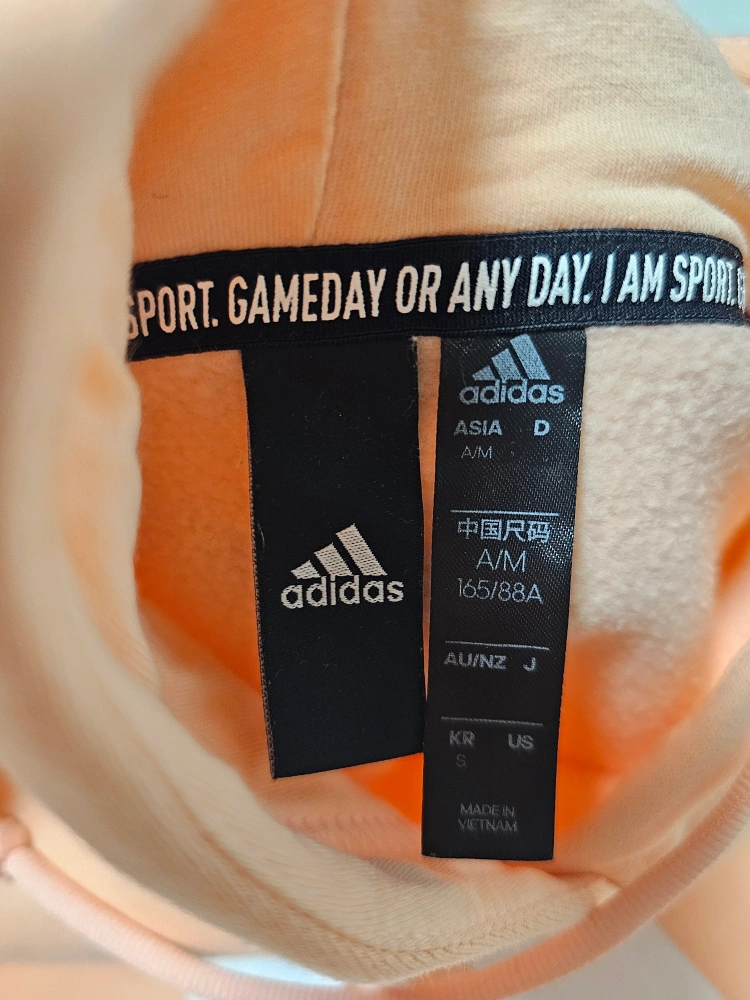 SPORT. GAMEDAY OR ANY DAY. I AM SPORT.
adidas
adidas
ASIA D
A/M
中国尺码
A/M
165/88A
AU/NZ J
KR US
S
MADE IN
VIETNAM